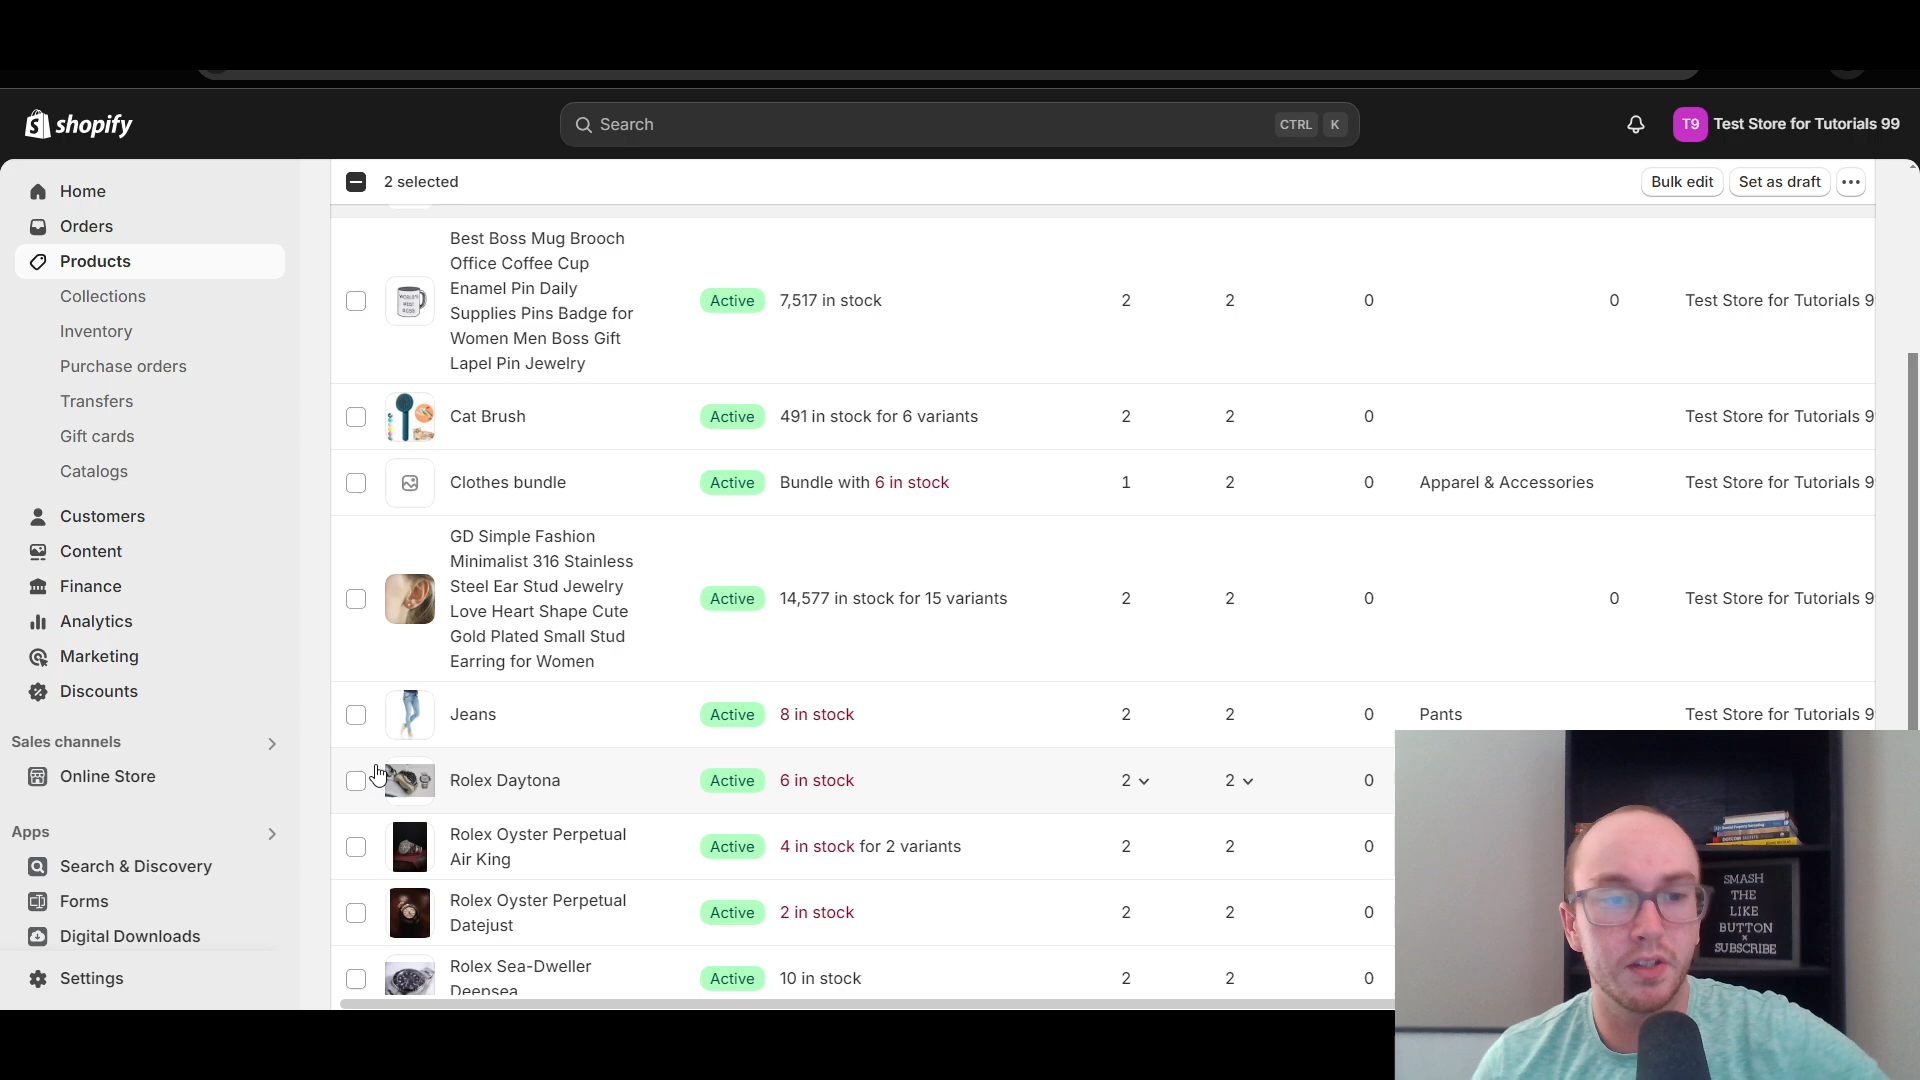 shopify
Search
CTRL K
T9 Test Store for Tutorials 99
Home
Orders
Products
Collections
Inventory
Purchase orders
Transfers
Gift cards
Catalogs
Customers
Content
Finance
Analytics
Marketing
Discounts
Sales channels
Online Store
Apps
Search & Discovery
Forms
Digital Downloads
Settings
2 selected
Bulk edit Set as draft
Best Boss Mug Brooch
Office Coffee Cup
Enamel Pin Daily
Supplies Pins Badge for
Women Men Boss Gift
Lapel Pin Jewelry
Active 7,517 in stock 2 2 0 0 Test Store for Tutorials 9
Cat Brush Active 491 in stock for 6 variants 2 2 0 Test Store for Tutorials 9
Clothes bundle Active Bundle with 6 in stock 1 2 0 Apparel & Accessories Test Store for Tutorials 9
GD Simple Fashion
Minimalist 316 Stainless
Steel Ear Stud Jewelry
Love Heart Shape Cute
Gold Plated Small Stud
Earring for Women
Active 14,577 in stock for 15 variants 2 2 0 0 Test Store for Tutorials 9
Jeans Active 8 in stock 2 2 0 Pants Test Store for Tutorials 9
Rolex Daytona Active 6 in stock 2 2 0
Rolex Oyster Perpetual
Air King
Active 4 in stock for 2 variants 2 2 0
Rolex Oyster Perpetual
Datejust
Active 2 in stock 2 2 0
Rolex Sea-Dweller
Deepsea
Active 10 in stock 2 2 0
SMASH
THE
LIKE
BUTTON
SUBSCRIBE